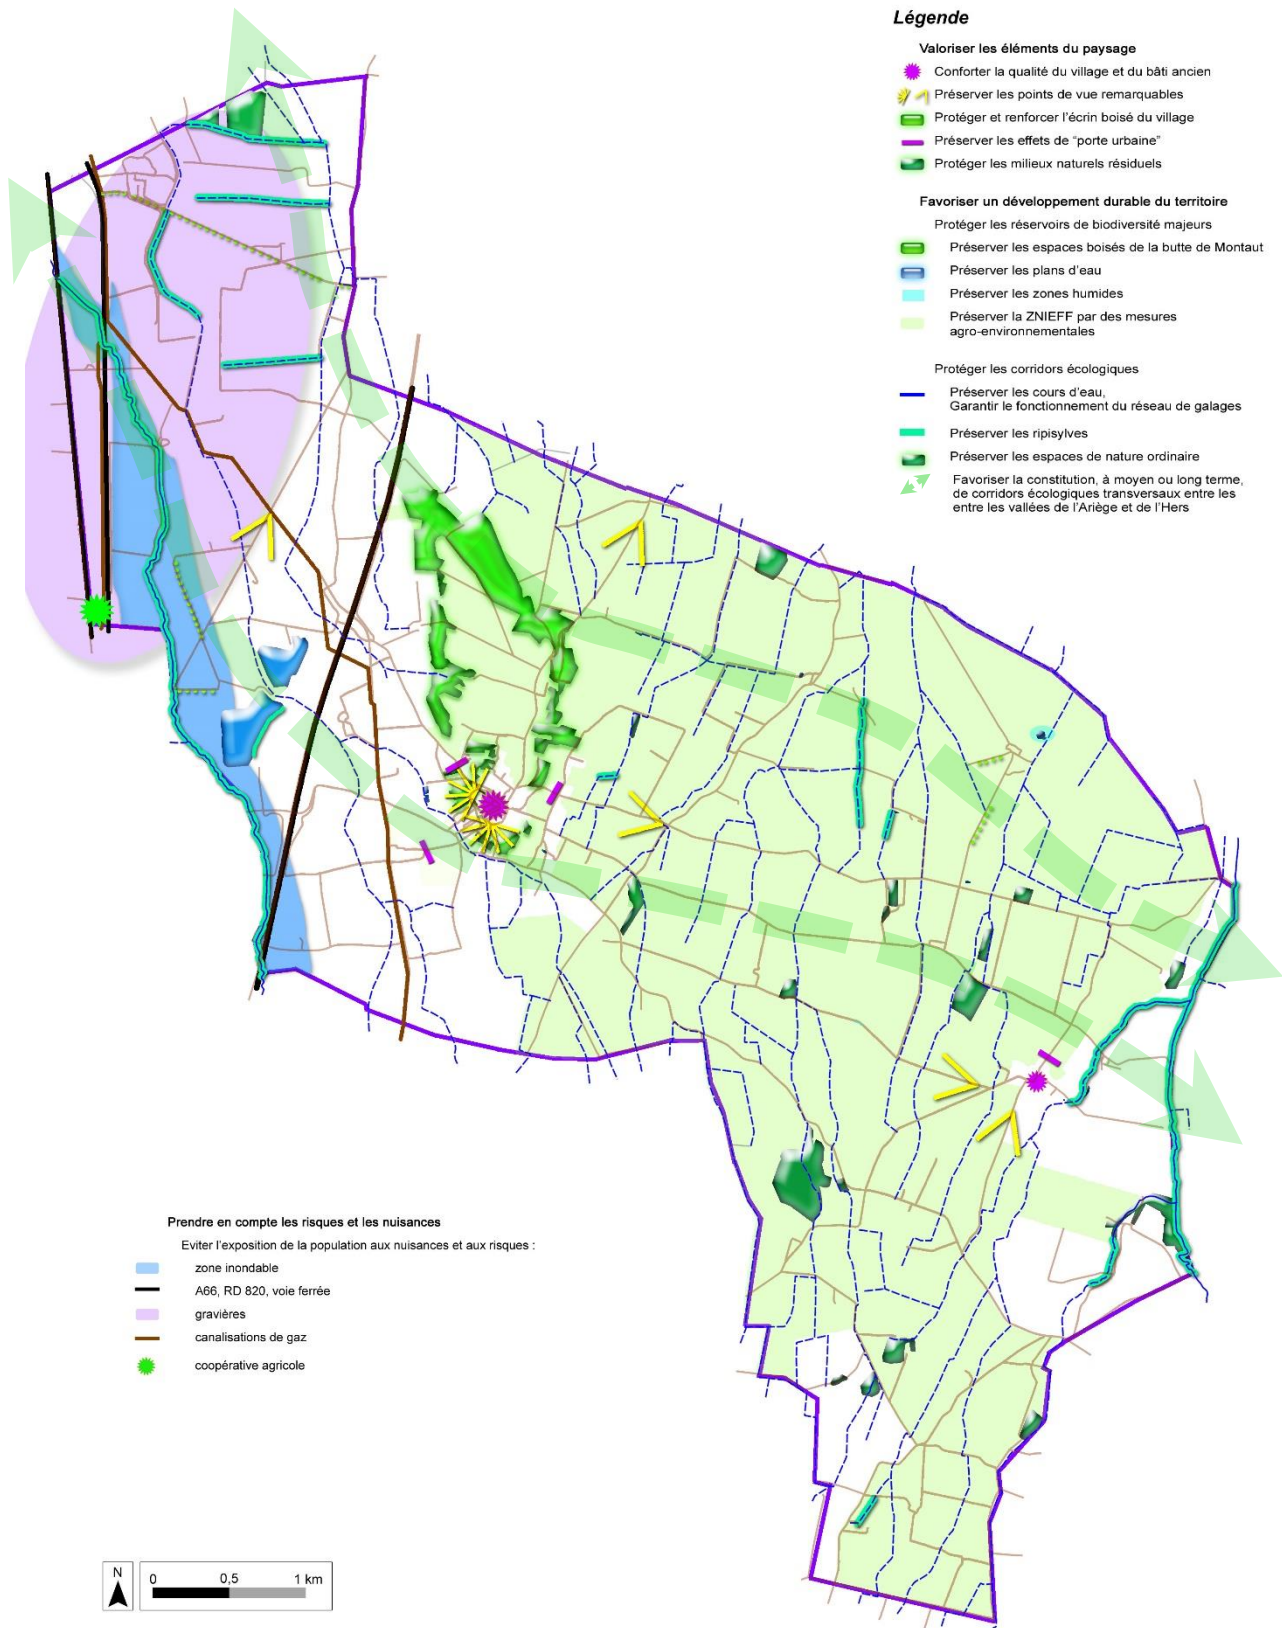 Légende
Valoriser les éléments du paysage
Conforter la qualité du village et du bâti ancien
Préserver les points de vue remarquables
Protéger et renforcer l'écrin boisé du village
Préserver les effets de "porte urbaine"
Protéger les milieux naturels résiduels
Favoriser un développement durable du territoire
Protéger les réservoirs de biodiversité majeurs
Préserver les espaces boisés de la butte de Montaut
Préserver les plans d'eau
Préserver les zones humides
Préserver la ZNIEFF par des mesures
agro-environnementales
Protéger les corridors écologiques
Préserver les cours d'eau,
Garantir le fonctionnement du réseau de galages
Préserver les ripisylves
Préserver les espaces de nature ordinaire
Favoriser la constitution, à moyen ou long terme,
de corridors écologiques transversaux entre les
entre les vallées de l'Ariège et de l'Hers
Prendre en compte les risques et les nuisances
Eviter l'exposition de la population aux nuisances et aux risques :
zone inondable
A66, RD 820, voie ferrée
gravières
canalisations de gaz
coopérative agricole
N
0 0,5 1 km